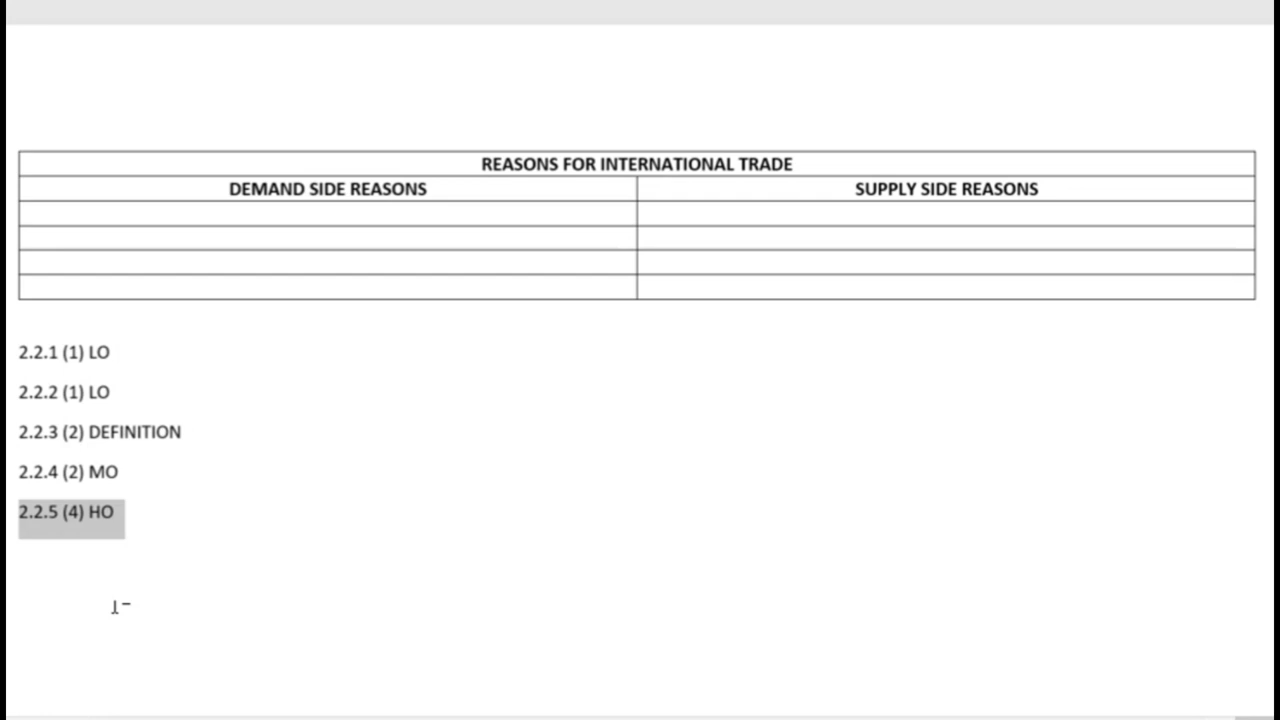 REASONS FOR INTERNATIONAL TRADE
DEMAND SIDE REASONS SUPPLY SIDE REASONS
2.2.1 (1) LO
2.2.2 (1) LO
2.2.3 (2) DEFINITION
2.2.4 (2) MO
2.2.5 (4) HO